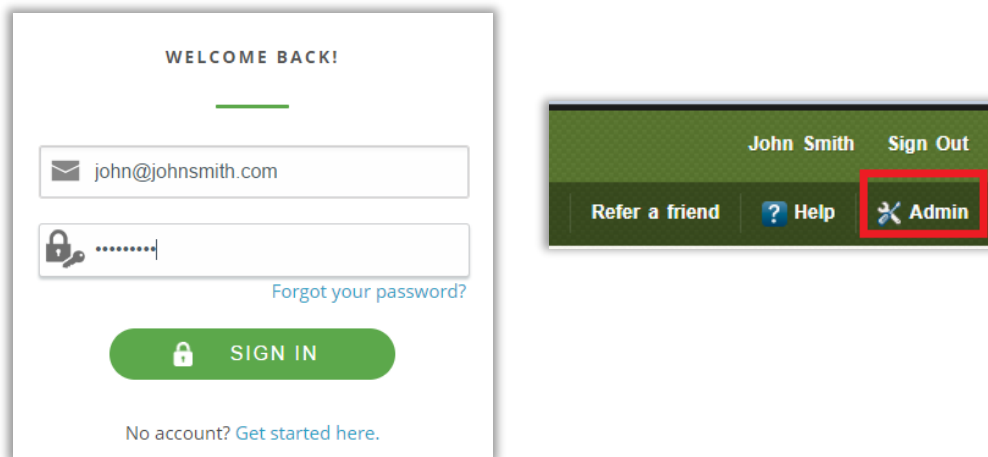 WELCOME BACK!
john@johnsmith.com
•••••••••
Forgot your password?
SIGN IN
No account? Get started here.
John Smith Sign Out
Refer a friend ? Help Admin